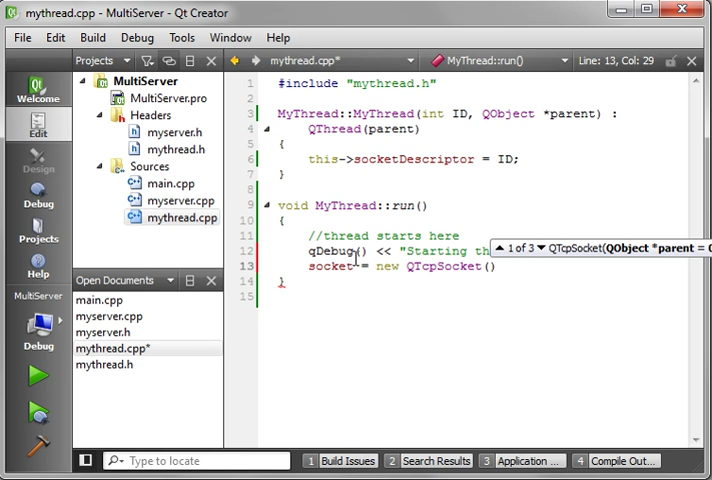 mythread.cpp - MultiServer - Qt Creator
File Edit View Build Debug Tools Window Help
Projects
mythread.cpp*
MyThread::run()
Line: 13, Col: 29
Welcome
Edit
Design
Debug
Projects
Help
MultiServer
Debug
MultiServer
MultiServer.pro
Headers
myserver.h
mythread.h
Sources
main.cpp
myserver.cpp
mythread.cpp
Open Documents
main.cpp
myserver.cpp
myserver.h
mythread.cpp*
mythread.h
1 #include "mythread.h"
2
3 MyThread::MyThread(int ID, QObject *parent) :
4 QThread(parent)
5 {
6 this->socketDescriptor = ID;
7 }
8
9 void MyThread::run()
10 {
11 //thread starts here
12 qDebug() << "Starting th
1 of 3 QTcpSocket(QObject *parent = 0
13 socket = new QTcpSocket()
14 }
15
Type to locate
1 Build Issues
2 Search Results
3 Application ...
4 Compile Out...